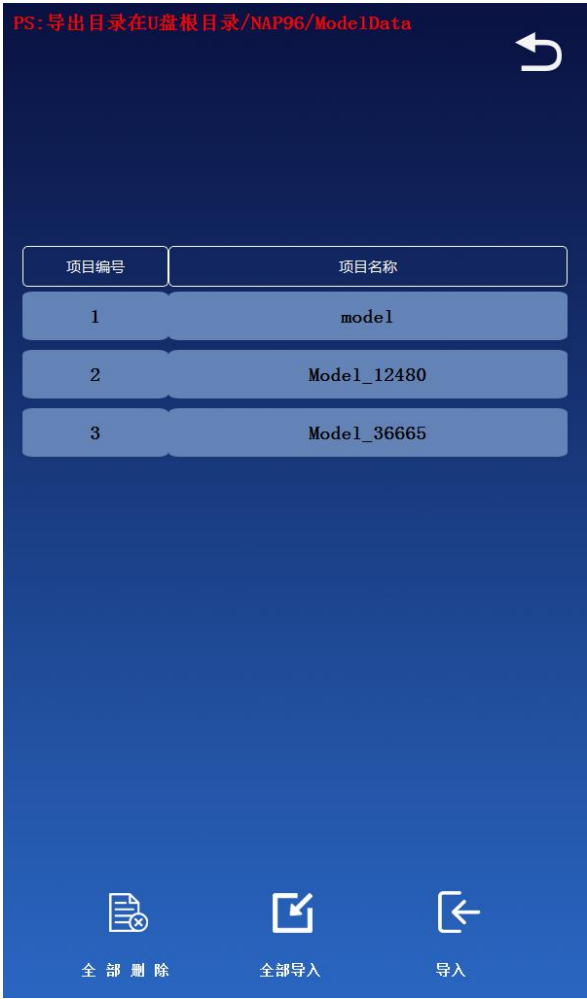 PS:导出目录在U盘根目录/NAP96/ModelData
项目编号 项目名称
1 model
2 Model_12480
3 Model_36665
全部删除 全部导入 导入